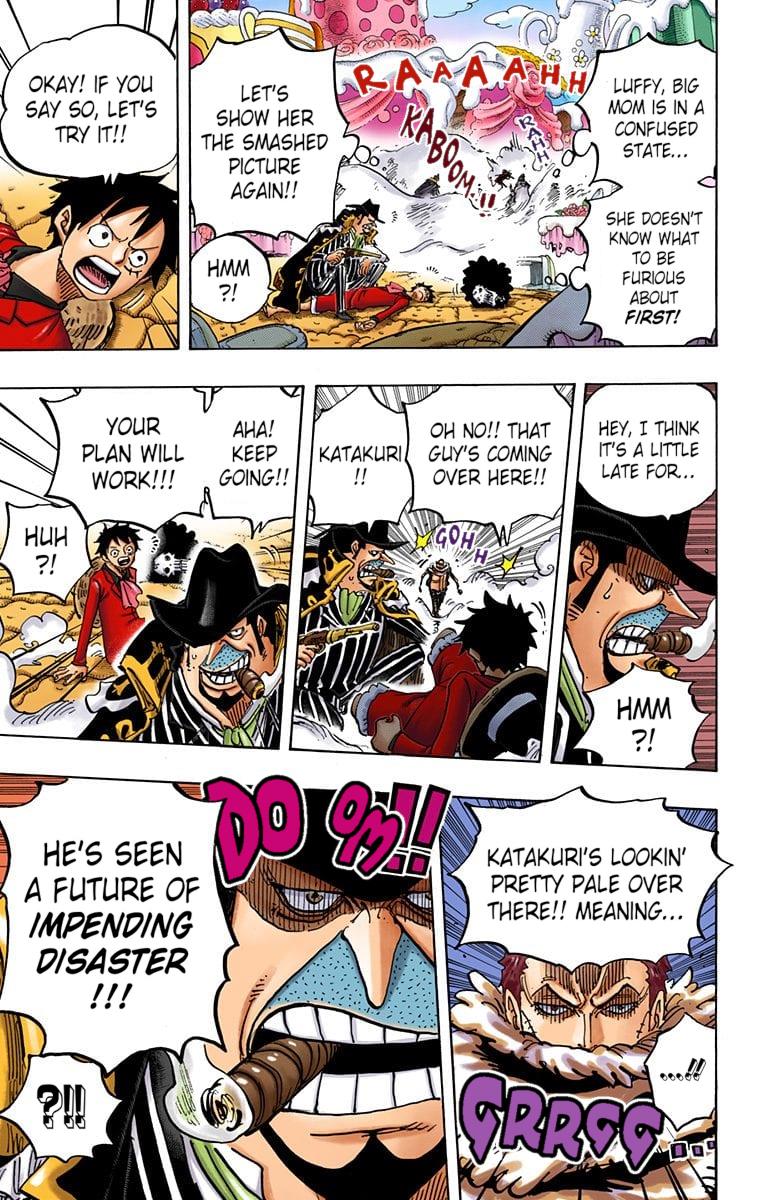 LUFFY, BIG
MOM IS IN A
CONFUSED
STATE...
SHE DOESN'T
KNOW WHAT
TO BE
FURIOUS
ABOUT
FIRST!
RAAAAHH
KABOOM..!!
RAHH
LET'S
SHOW HER
THE SMASHED
PICTURE
AGAIN!!
HMM
?!
OKAY! IF YOU
SAY SO, LET'S
TRY IT!!
HEY, I THINK
IT'S A LITTLE
LATE FOR...
HMM
?!
OH NO!! THAT
GUY'S COMING
OVER HERE!!
KATAKURI
!!
GOHH
AHA!
KEEP
GOING!!
YOUR
PLAN WILL
WORK!!!
HUH
?!
KATAKURI'S LOOKIN'
PRETTY PALE OVER
THERE!! MEANING...
...!!
GRRGG...
DOOM!!
HE'S SEEN
A FUTURE OF
IMPENDING
DISASTER
!!!
?!!